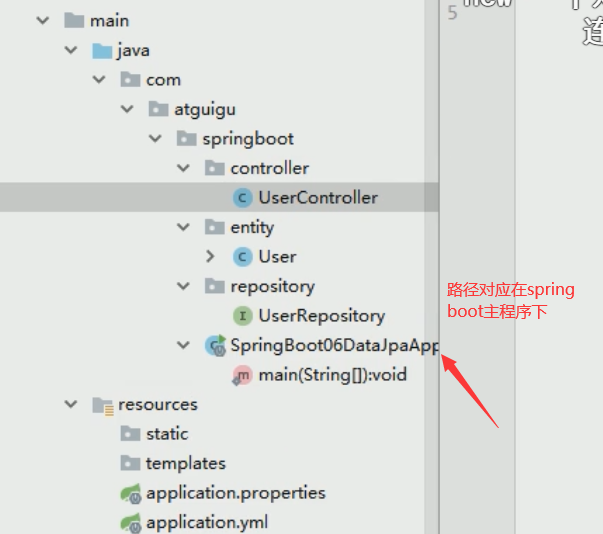 main
5
连
java
com
atguigu
springboot
controller
UserController
entity
User
路径对应在spring
boot主程序下
repository
UserRepository
SpringBoot06DataJpaApp
main(String[]):void
resources
static
templates
application.properties
application.yml